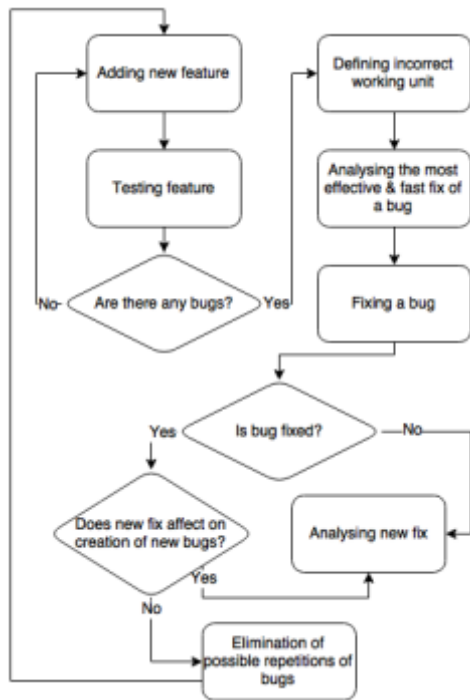 Adding new feature
Testing feature
Are there any bugs?
No
Yes
Defining incorrect
working unit
Analysing the most
effective & fast fix of
a bug
Fixing a bug
Is bug fixed?
Yes
No
Does new fix affect on
creation of new bugs?
Yes
No
Analysing new fix
Elimination of
possible repetitions of
bugs